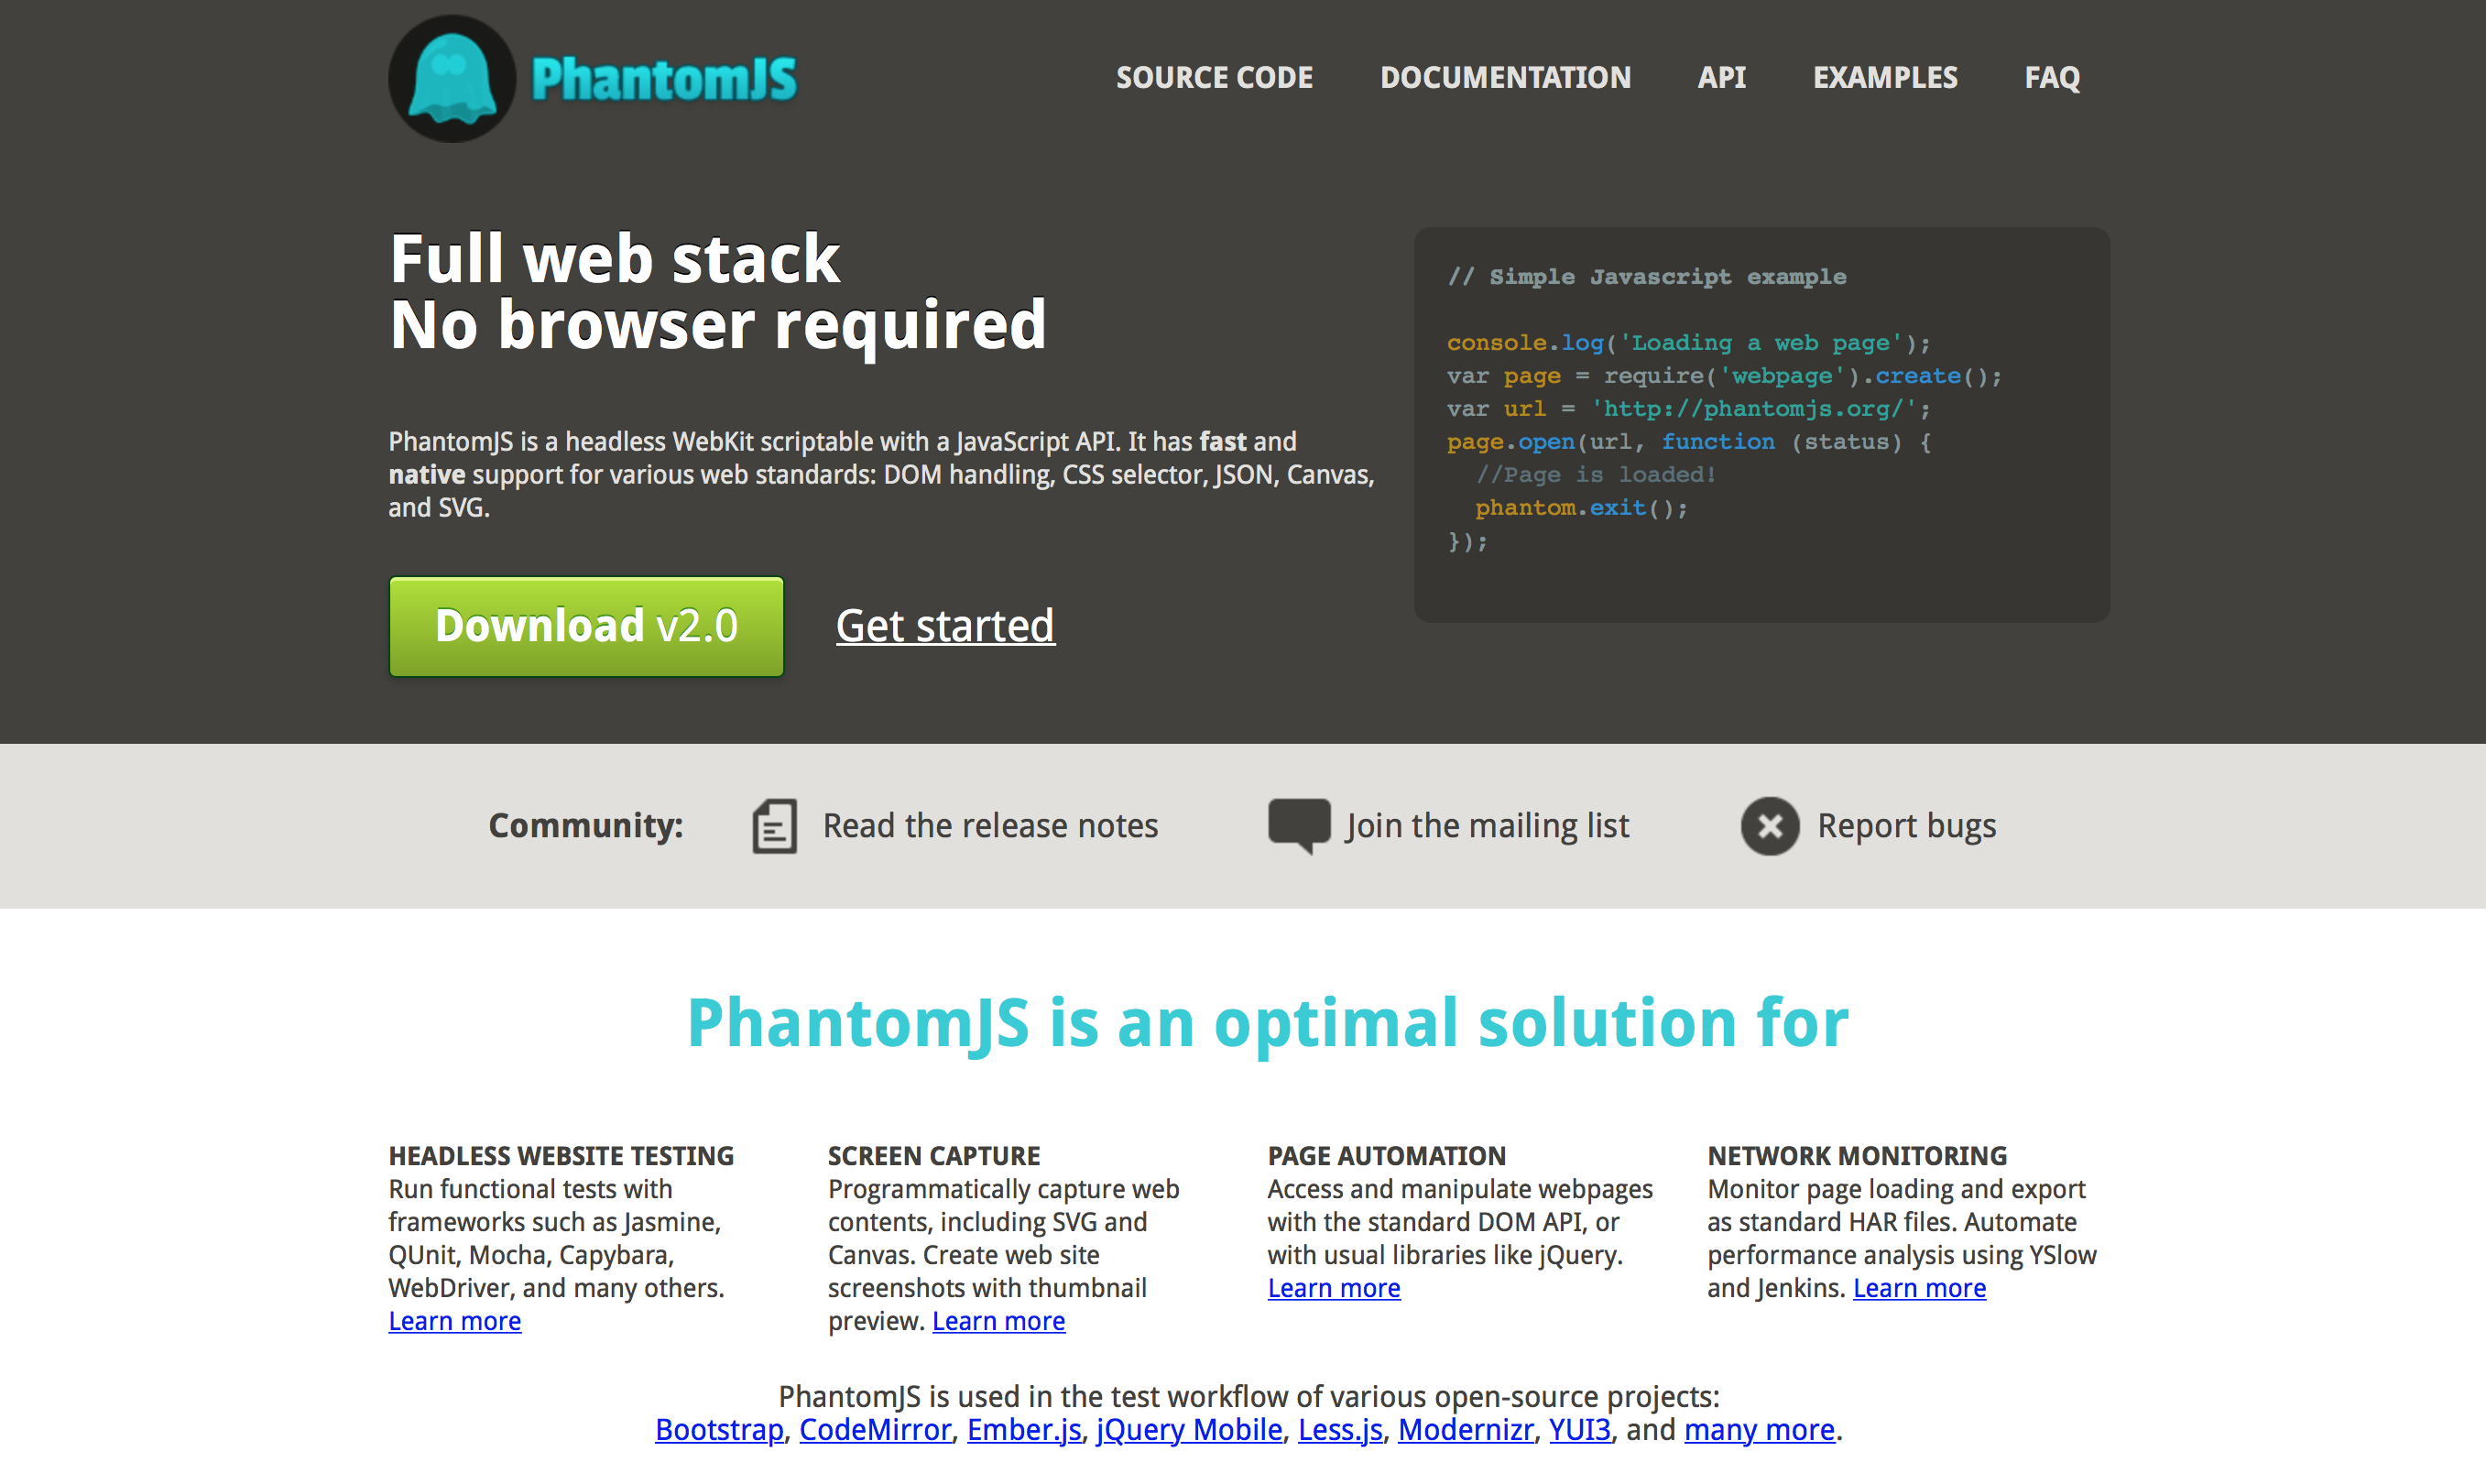 PhantomJS
SOURCE CODE DOCUMENTATION API EXAMPLES FAQ
Full web stack
No browser required
PhantomJS is a headless WebKit scriptable with a JavaScript API. It has fast and
native support for various web standards: DOM handling, CSS selector, JSON, Canvas,
and SVG.
Download v2.0
Get started
// Simple Javascript example
console.log('Loading a web page');
var page = require('webpage').create();
var url = 'http://phantomjs.org/';
page.open(url, function (status) {
  //Page is loaded!
  phantom.exit();
});
Community: Read the release notes Join the mailing list Report bugs
PhantomJS is an optimal solution for
HEADLESS WEBSITE TESTING
Run functional tests with
frameworks such as Jasmine,
QUnit, Mocha, Capybara,
WebDriver, and many others.
Learn more
SCREEN CAPTURE
Programmatically capture web
contents, including SVG and
Canvas. Create web site
screenshots with thumbnail
preview. Learn more
PAGE AUTOMATION
Access and manipulate webpages
with the standard DOM API, or
with usual libraries like jQuery.
Learn more
NETWORK MONITORING
Monitor page loading and export
as standard HAR files. Automate
performance analysis using YSlow
and Jenkins. Learn more
PhantomJS is used in the test workflow of various open-source projects:
Bootstrap, CodeMirror, Ember.js, jQuery Mobile, Less.js, Modernizr, YUI3, and many more.